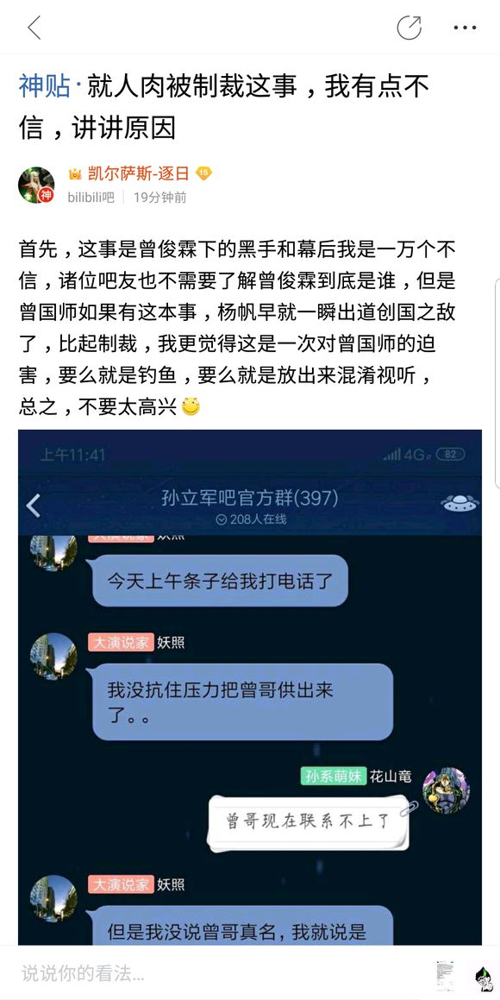 神贴·就人肉被制裁这事，我有点不
信，讲讲原因
凯尔萨斯-逐日 16
神
bilibili吧 19分钟前
首先，这事是曾俊霖下的黑手和幕后我是一万个不
信，诸位吧友也不需要了解曾俊霖到底是谁，但是
曾国师如果有这本事，杨帆早就一瞬出道创国之敌
了，比起制裁，我更觉得这是一次对曾国师的迫
害，要么就是钓鱼，要么就是放出来混淆视听，
总之，不要太高兴
上午11:41 4G 82
孙立军吧官方群(397)
208人在线
大演说家 妖照
今天上午条子给我打电话了
大演说家 妖照
我没抗住压力把曾哥供出来
了。。
孙系萌妹 花山竜
曾哥现在联系不上了
大演说家 妖照
但是我没说曾哥真名，我就说是
说说你的看法...